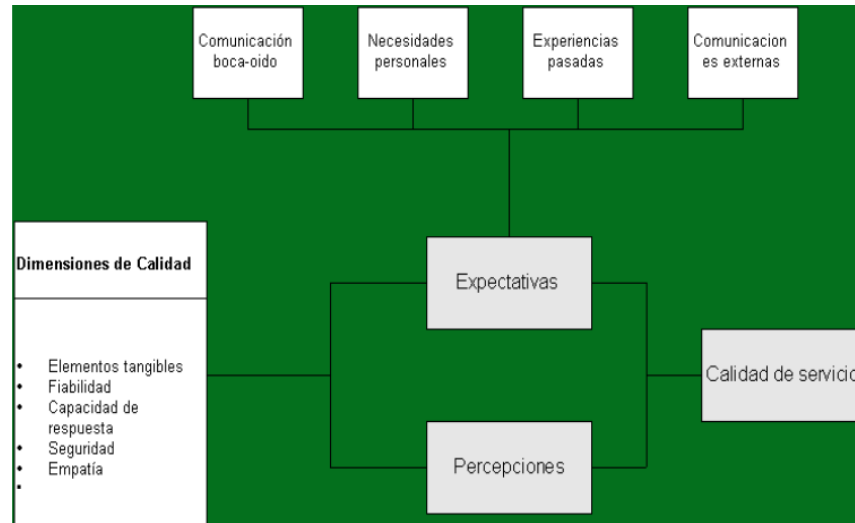 Comunicación
boca-oido
Necesidades
personales
Experiencias
pasadas
Comunicacion
es externas
Dimensiones de Calidad
• Elementos tangibles
• Fiabilidad
• Capacidad de
respuesta
• Seguridad
• Empatía
•
Expectativas
Percepciones
Calidad de servicio